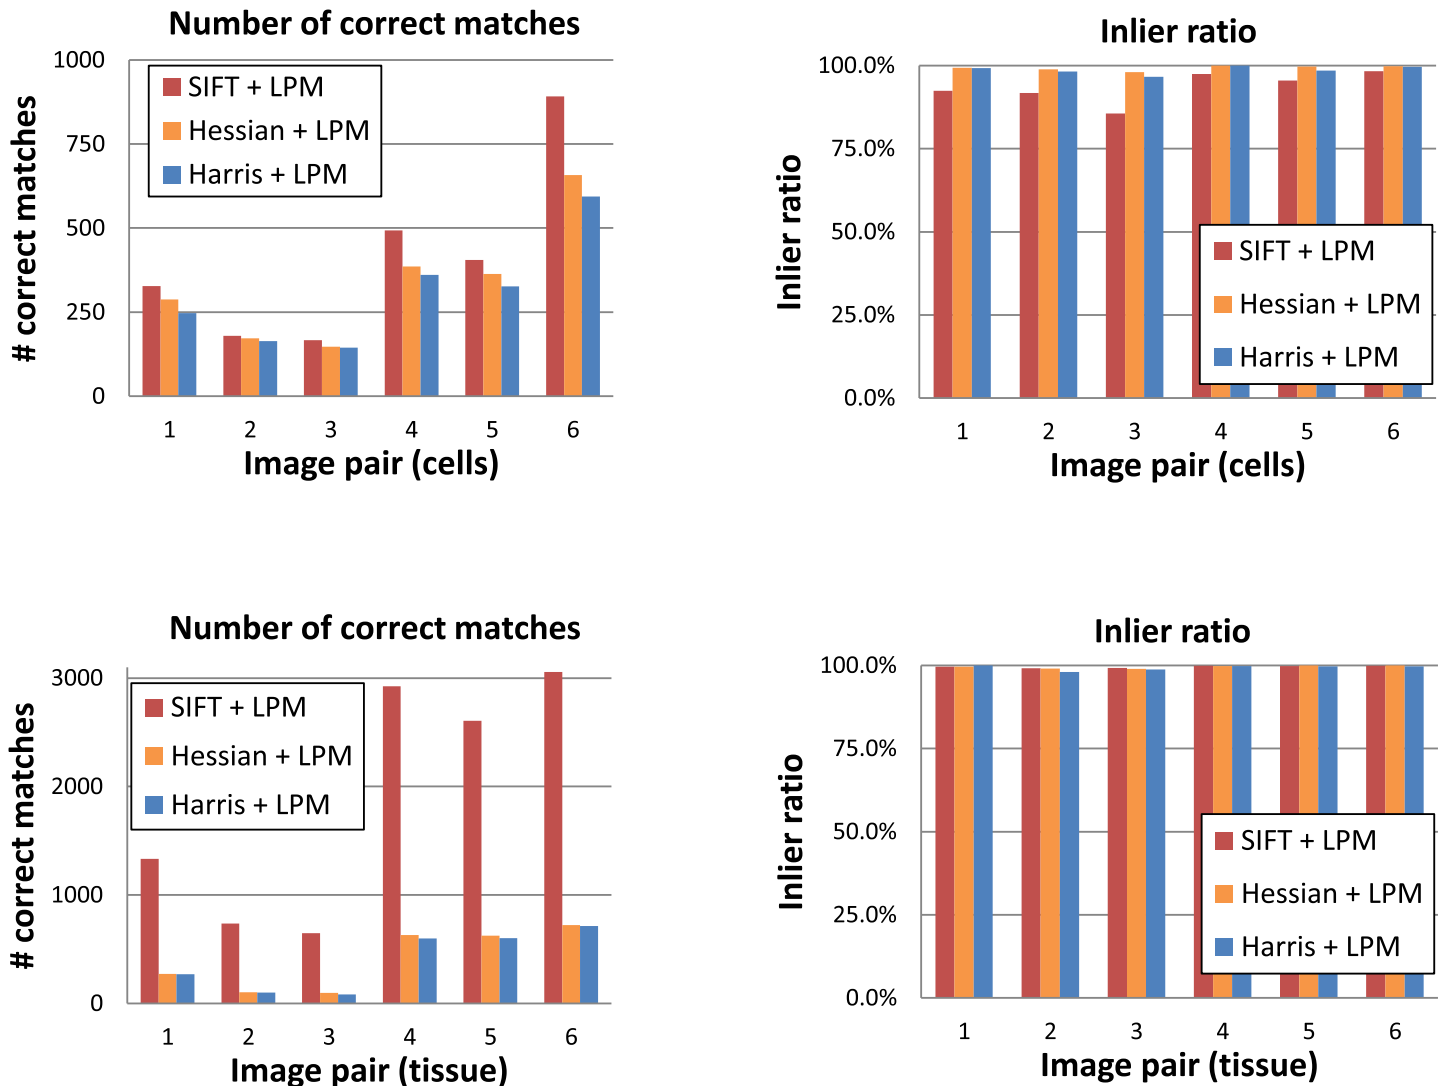 Number of correct matches
# correct matches
1000
750
500
250
0
SIFT + LPM
Hessian + LPM
Harris + LPM
1 2 3 4 5 6
Image pair (cells)
Inlier ratio
Inlier ratio
100.0%
75.0%
50.0%
25.0%
0.0%
SIFT + LPM
Hessian + LPM
Harris + LPM
1 2 3 4 5 6
Image pair (cells)
Number of correct matches
# correct matches
3000
2000
1000
0
SIFT + LPM
Hessian + LPM
Harris + LPM
1 2 3 4 5 6
Image pair (tissue)
Inlier ratio
Inlier ratio
100.0%
75.0%
50.0%
25.0%
0.0%
SIFT + LPM
Hessian + LPM
Harris + LPM
1 2 3 4 5 6
Image pair (tissue)